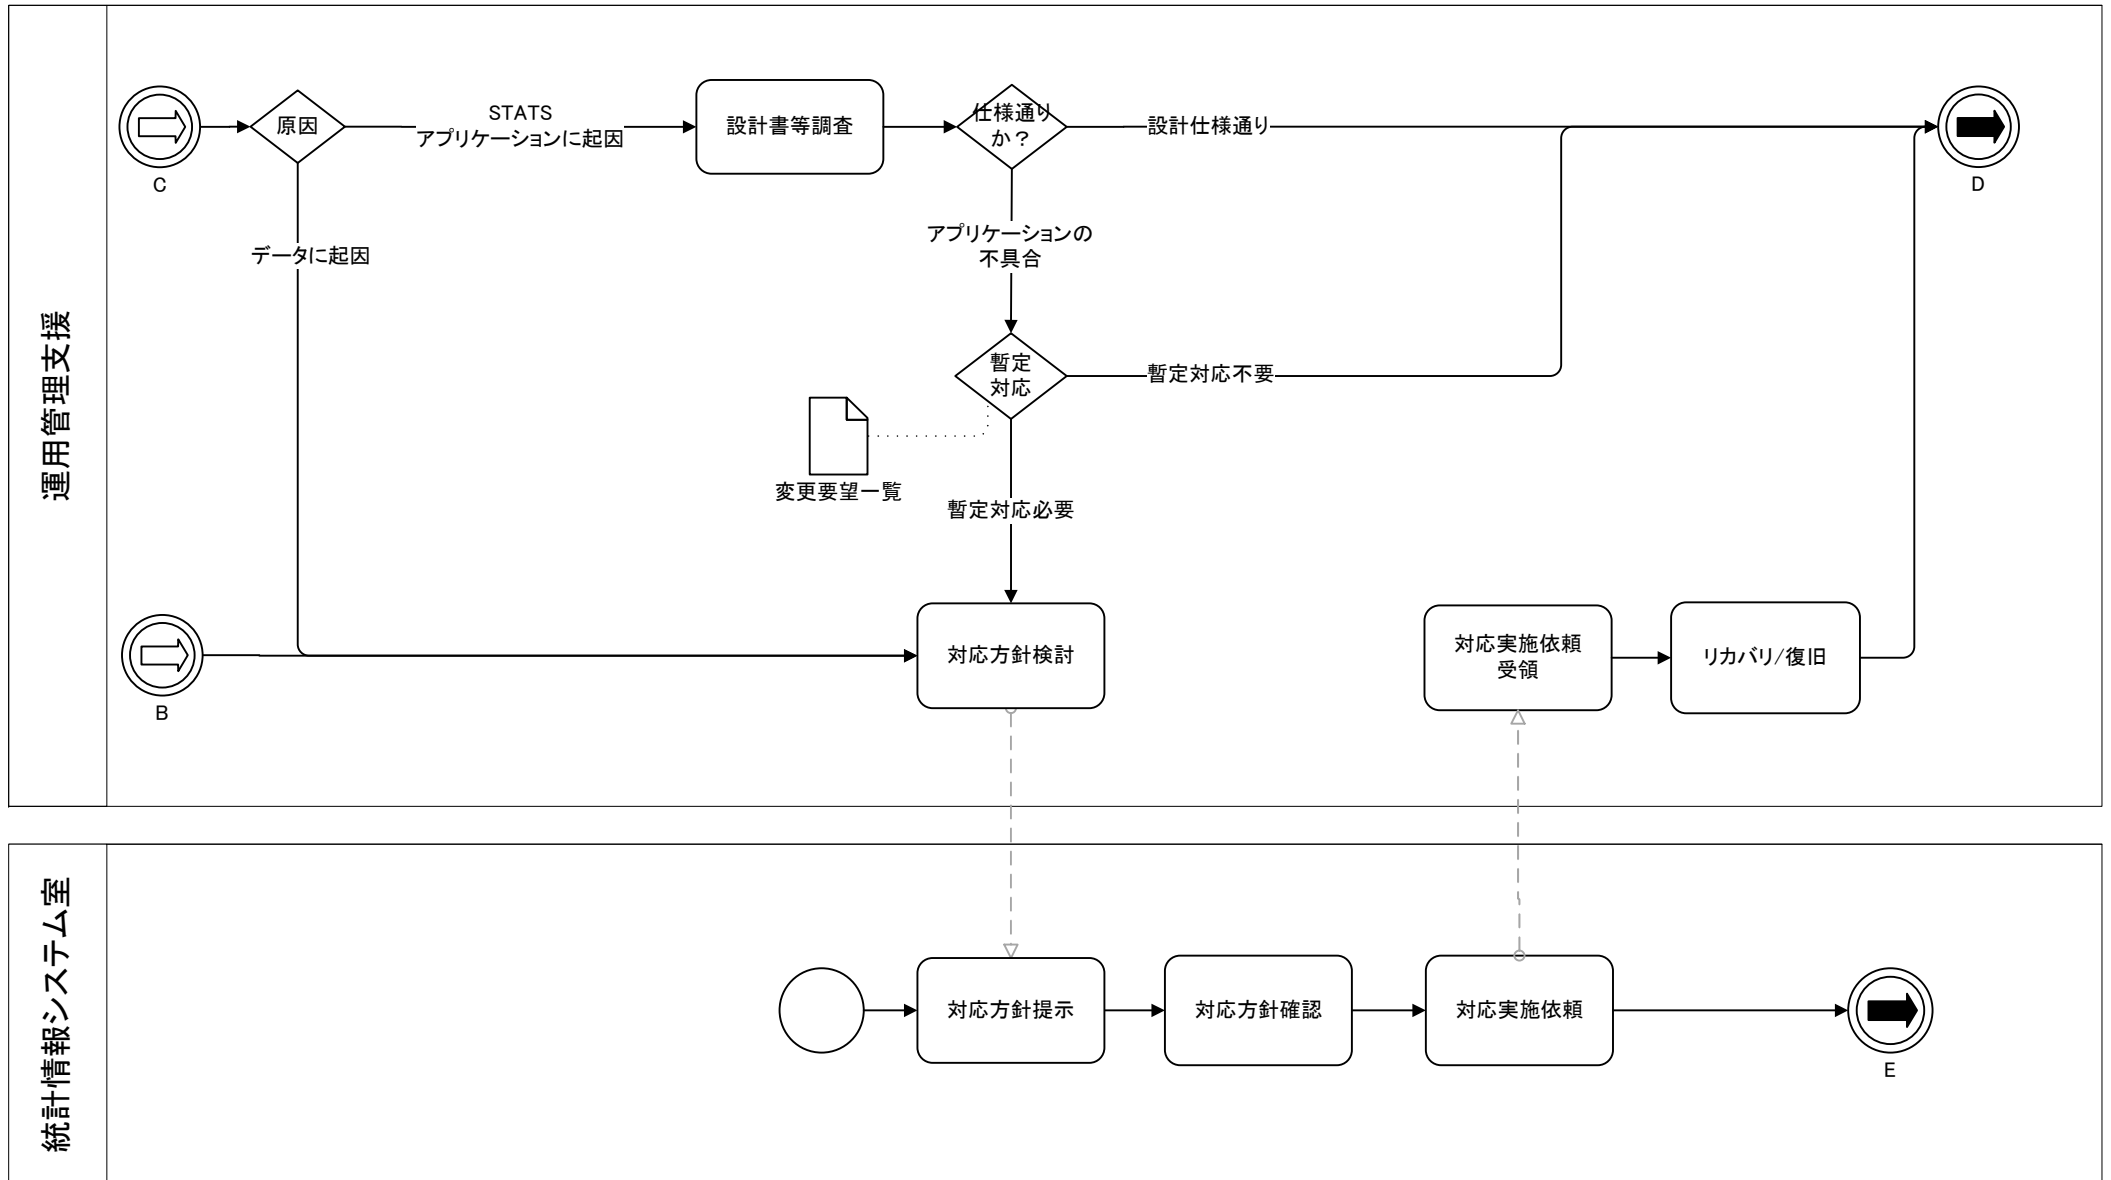 運用管理支援
C
原因
STATS
アプリケーションに起因
設計書等調査
仕様通り
か？
設計仕様通り
D
データに起因
アプリケーションの
不具合
暫定
対応
暫定対応不要
変更要望一覧
暫定対応必要
B
対応方針検討
対応実施依頼
受領
リカバリ/復旧
統計情報システム室
対応方針提示
対応方針確認
対応実施依頼
E